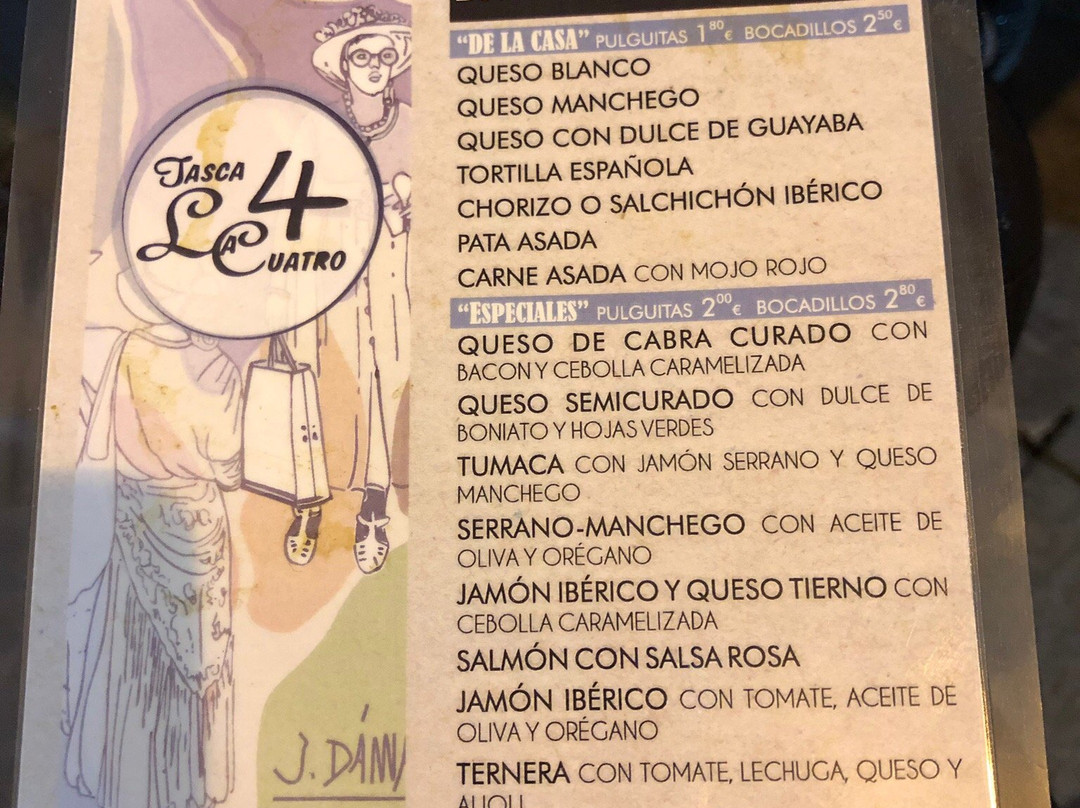 TASCA
LA 4
CUATRO
"DE LA CASA" PULGUITAS 1,80 € BOCADILLOS 2,50 €
QUESO BLANCO
QUESO MANCHEGO
QUESO CON DULCE DE GUAYABA
TORTILLA ESPAÑOLA
CHORIZO O SALCHICHÓN IBÉRICO
PATA ASADA
CARNE ASADA CON MOJO ROJO
"ESPECIALES" PULGUITAS 2,00 € BOCADILLOS 2,80 €
QUESO DE CABRA CURADO CON
BACON Y CEBOLLA CARAMELIZADA
QUESO SEMICURADO CON DULCE DE
BONIATO Y HOJAS VERDES
TUMACA CON JAMÓN SERRANO Y QUESO
MANCHEGO
SERRANO-MANCHEGO CON ACEITE DE
OLIVA Y ORÉGANO
JAMÓN IBÉRICO Y QUESO TIERNO CON
CEBOLLA CARAMELIZADA
SALMÓN CON SALSA ROSA
JAMÓN IBÉRICO CON TOMATE, ACEITE DE
OLIVA Y ORÉGANO
TERNERA CON TOMATE, LECHUGA, QUESO Y
J.